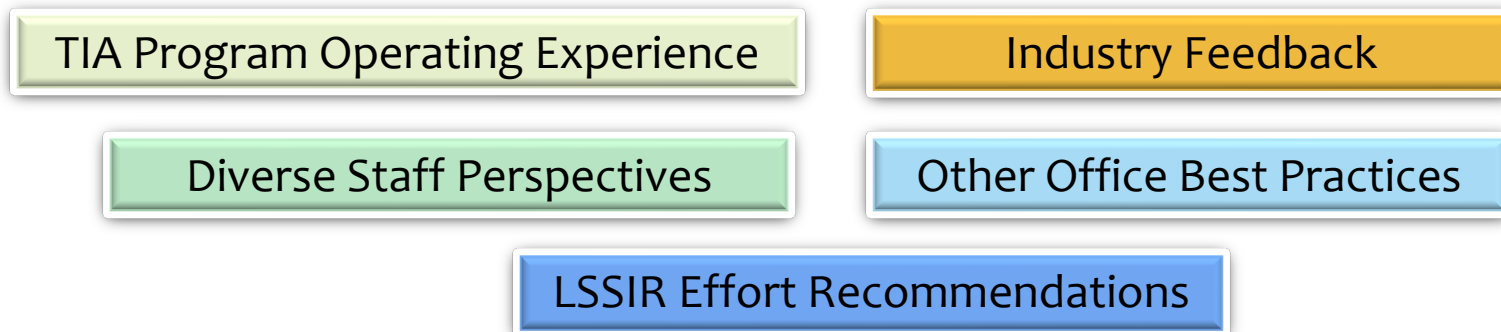 TIA Program Operating Experience
Industry Feedback
Diverse Staff Perspectives
Other Office Best Practices
LSSIR Effort Recommendations